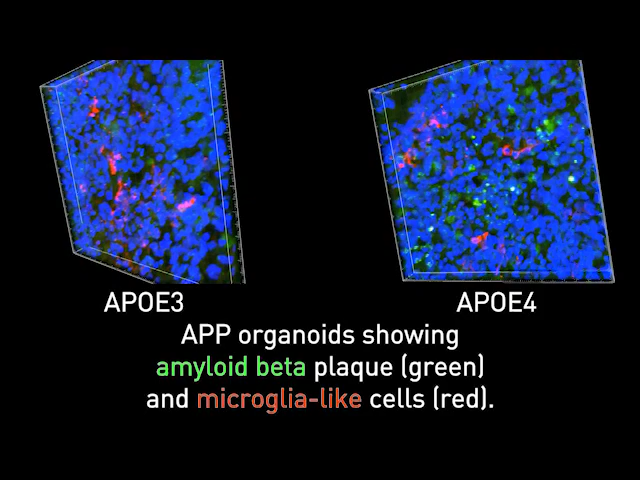 APOE3 APOE4
APP organoids showing
amyloid beta plaque (green)
and microglia-like cells (red).